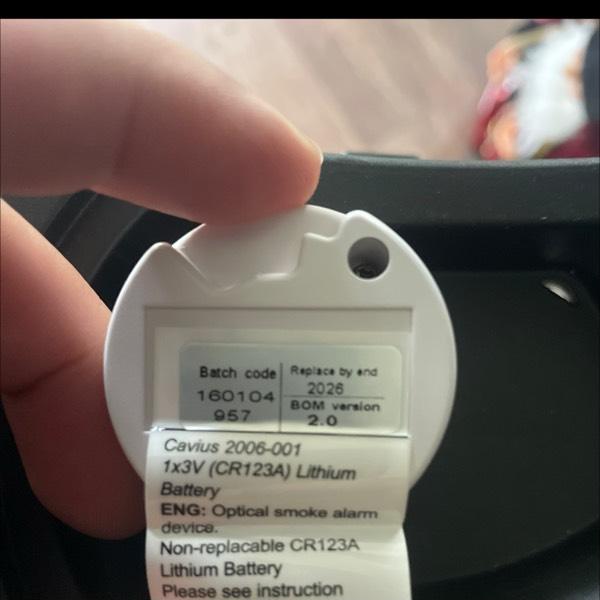 Batch code
160104
957
Replace by end
2026
BOM version
2.0
Cavius 2006-001
1x3V (CR123A) Lithium
Battery
ENG: Optical smoke alarm
device.
Non-replacable CR123A
Lithium Battery
Please see instruction